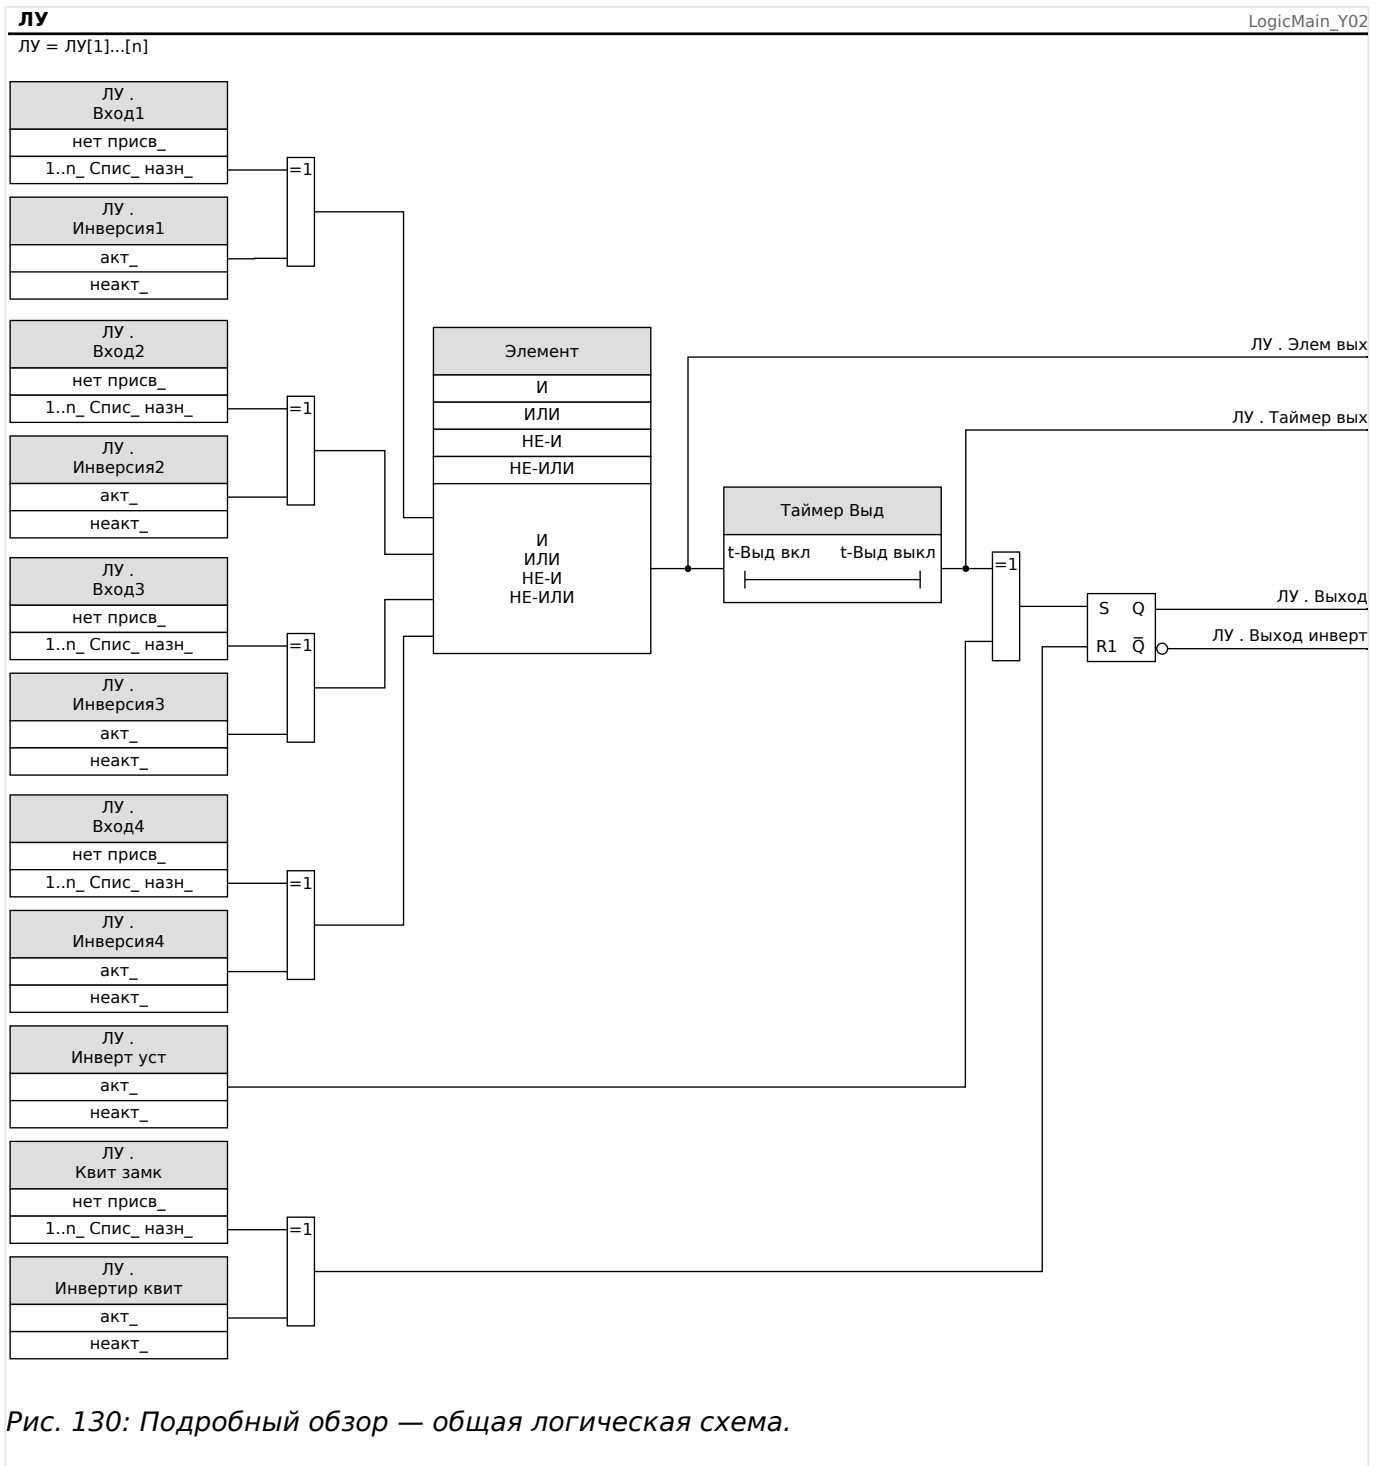 ЛУ
LogicMain_Y02
ЛУ = ЛУ[1]...[n]
ЛУ .
Вход1
нет присв_
1..n_ Спис_ назн_
=1
ЛУ .
Инверсия1
акт_
неакт_
ЛУ .
Вход2
нет присв_
1..n_ Спис_ назн_
=1
ЛУ .
Инверсия2
акт_
неакт_
ЛУ .
Вход3
нет присв_
1..n_ Спис_ назн_
=1
ЛУ .
Инверсия3
акт_
неакт_
ЛУ .
Вход4
нет присв_
1..n_ Спис_ назн_
=1
ЛУ .
Инверсия4
акт_
неакт_
ЛУ .
Инверт уст
акт_
неакт_
ЛУ .
Квит замк
нет присв_
1..n_ Спис_ назн_
=1
ЛУ .
Инвертир квит
акт_
неакт_
Элемент
И
ИЛИ
НЕ-И
НЕ-ИЛИ
И
ИЛИ
НЕ-И
НЕ-ИЛИ
Таймер Выд
t-Выд вкл t-Выд выкл
=1
S Q
R1 Q̅
ЛУ . Элем вых
ЛУ . Таймер вых
ЛУ . Выход
ЛУ . Выход инверт
Рис. 130: Подробный обзор — общая логическая схема.